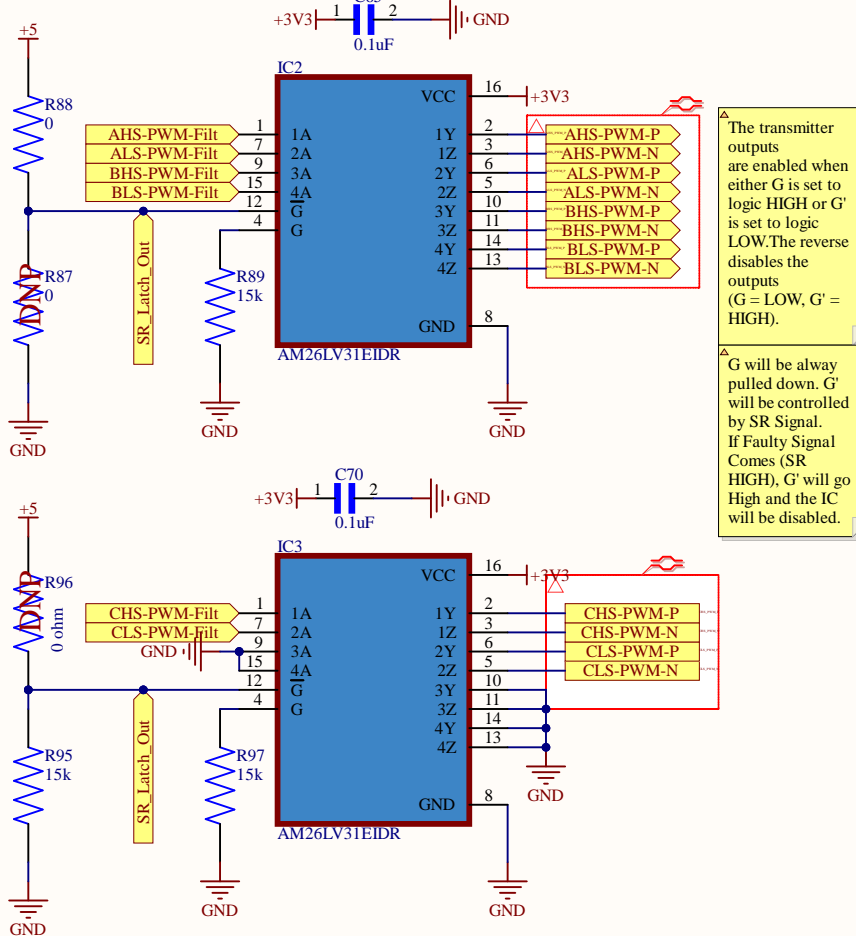 C65
+3V3 1 2 GND
0.1uF
+5
R88
0
IC2
VCC 16 +3V3
AHS-PWM-Filt 1 1A 1Y 2 AHS-PWM-P
ALS-PWM-Filt 7 2A 1Z 3 AHS-PWM-N
BHS-PWM-Filt 9 3A 2Y 6 ALS-PWM-P
BLS-PWM-Filt 15 4A 2Z 5 ALS-PWM-N
12 G 3Y 10 BHS-PWM-P
4 G 3Z 11 BHS-PWM-N
4Y 14 BLS-PWM-P
4Z 13 BLS-PWM-N
R87
0
DNP
SR_Latch_Out
R89
15k
GND 8
AM26LV31EIDR
GND
GND
GND
The transmitter
outputs
are enabled when
either G is set to
logic HIGH or G'
is set to logic
LOW.The reverse
disables the
outputs
(G = LOW, G' =
HIGH).
G will be alway
pulled down. G'
will be controlled
by SR Signal.
If Faulty Signal
Comes (SR
HIGH), G' will go
High and the IC
will be disabled.
C70
+3V3 1 2 GND
0.1uF
+5
R96
0 ohm
DNP
IC3
VCC 16 +3V3
CHS-PWM-Filt 1 1A 1Y 2 CHS-PWM-P
CLS-PWM-Filt 7 2A 1Z 3 CHS-PWM-N
GND 9 3A 2Y 6 CLS-PWM-P
15 4A 2Z 5 CLS-PWM-N
12 G 3Y 10
4 G 3Z 11
4Y 14
4Z 13
GND
R95
15k
SR_Latch_Out
R97
15k
GND 8
AM26LV31EIDR
GND
GND
GND